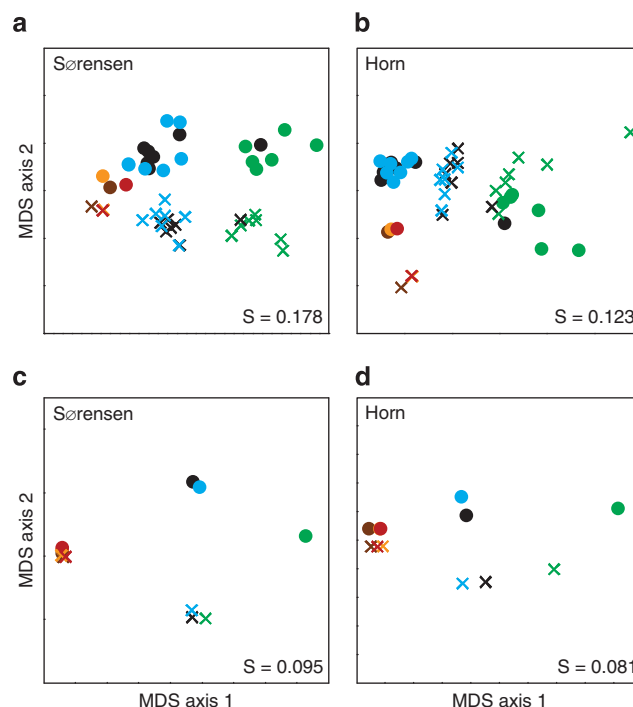 a
b
Sørensen
Horn
MDS axis 2
S = 0.178
S = 0.123
c
d
Sørensen
Horn
MDS axis 2
S = 0.095
S = 0.081
MDS axis 1
MDS axis 1